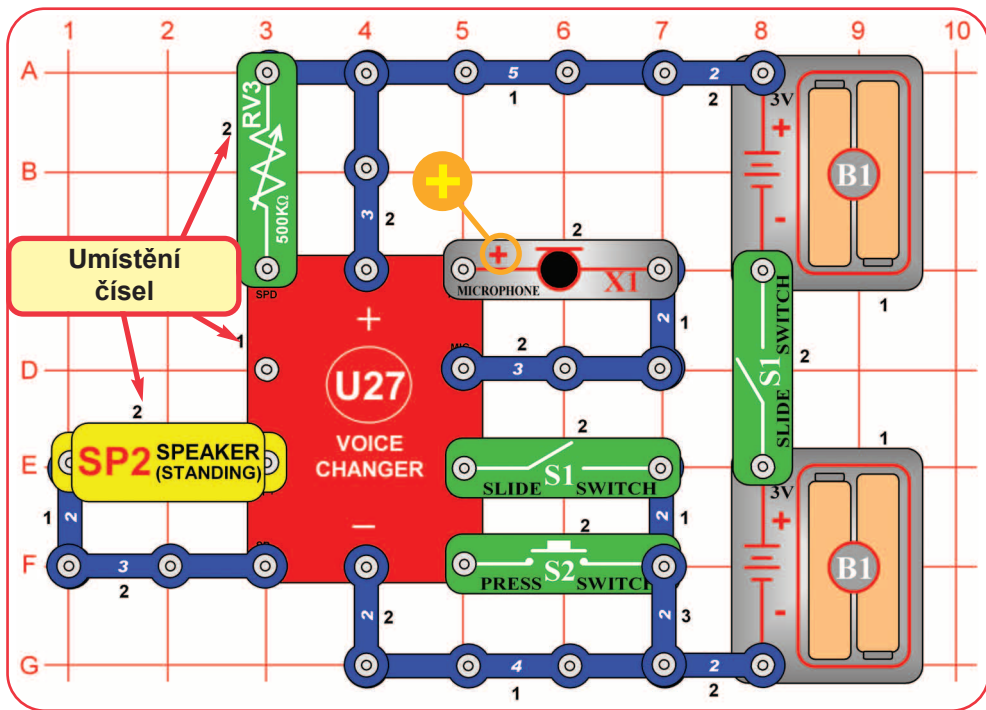 1 2 3 4 5 6 7 8 9 10
A
5
2
1
2
3V
+
-
B1
1
RV3
500KΩ
2
B
3
2
+
Umístění
čísel
2
+
MICROPHONE
X1
2
1
C
SPD
1
D
2
3
MIC
+
U27
VOICE
CHANGER
–
S1
SLIDE SWITCH
2
2
SP2
SPEAKER
(STANDING)
E
1
2
2
S1
SLIDE SWITCH
2
1
3V
+
-
B1
1
F
3
2
2
S2
PRESS SWITCH
2
2
2
3
G
4
1
2
2